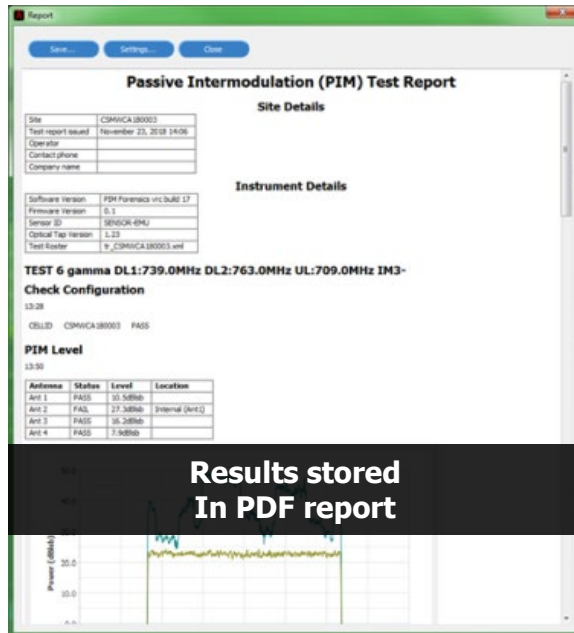 Report
Save...
Settings...
Close
Passive Intermodulation (PIM) Test Report
Site Details
Site CSMWCA180003
Test report issued November 23, 2018 14:06
Operator
Contact phone
Company name
Instrument Details
Software Version PIM Forensics vrc build 17
Firmware Version 0.1
Sensor ID SENSOR-EMU
Optical Tap Version 1.23
Test Roster tr_CSMWCA180003.xml
TEST 6 gamma DL1:739.0MHz DL2:763.0MHz UL:709.0MHz IM3-
Check Configuration
13:28
CELLID CSMWCA180003 PASS
PIM Level
13:50
Antenna Status Level Location
Ant 1 PASS 10.5dBsb
Ant 2 FAIL 27.3dBsb Internal (Ant1)
Ant 3 PASS 16.2dBsb
Ant 4 PASS 7.9dBsb
Results stored
In PDF report
Power (dBsb)
20.0
10.0